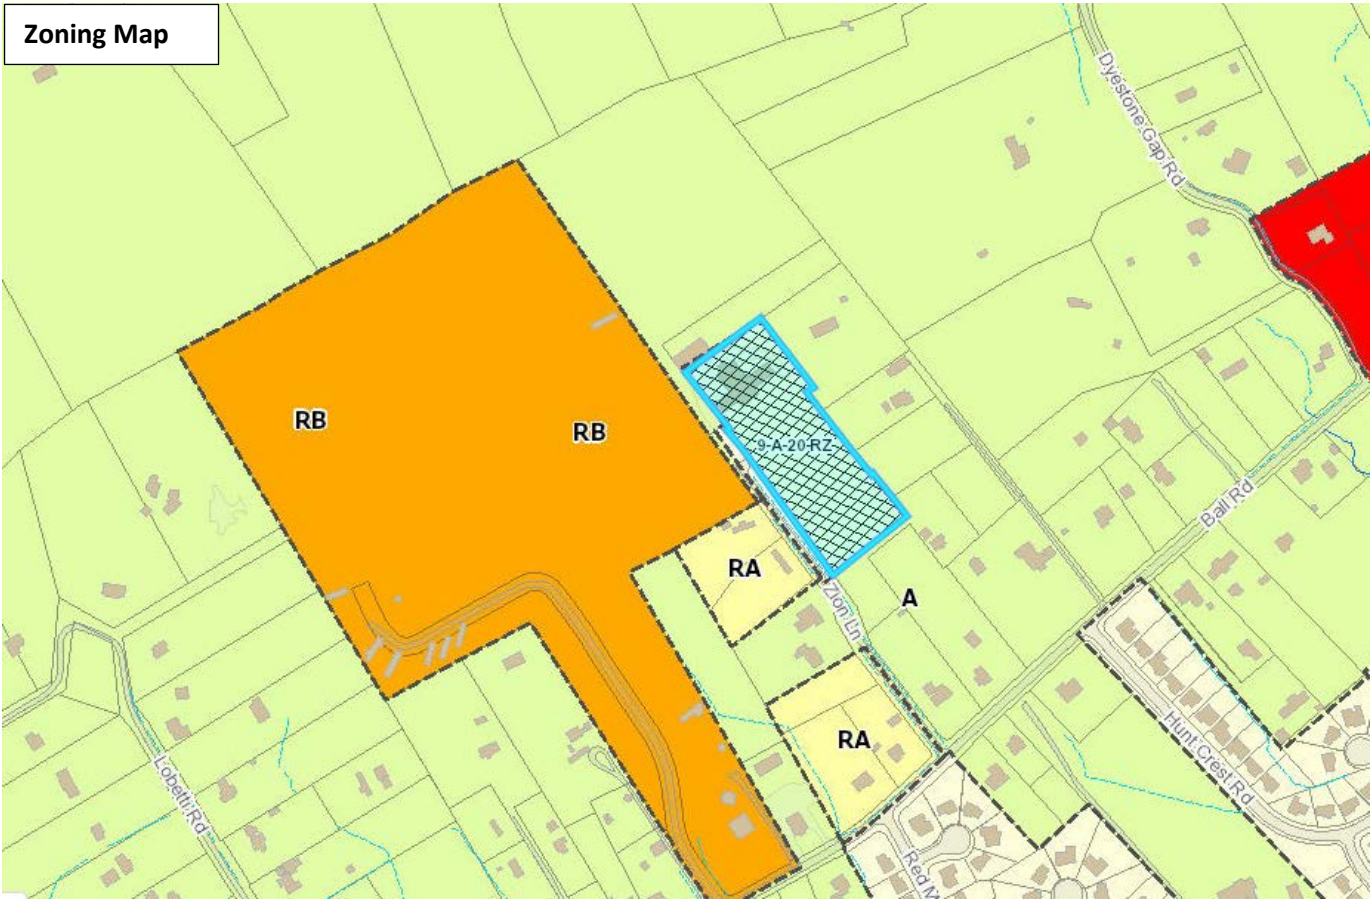 Zoning Map
Dyestone Gap Rd
RB
RB
9-A-20-RZ
Ball Rd
RA
A
Zion Ln
RA
Hunt Crest Rd
Lobetti Rd
Red M